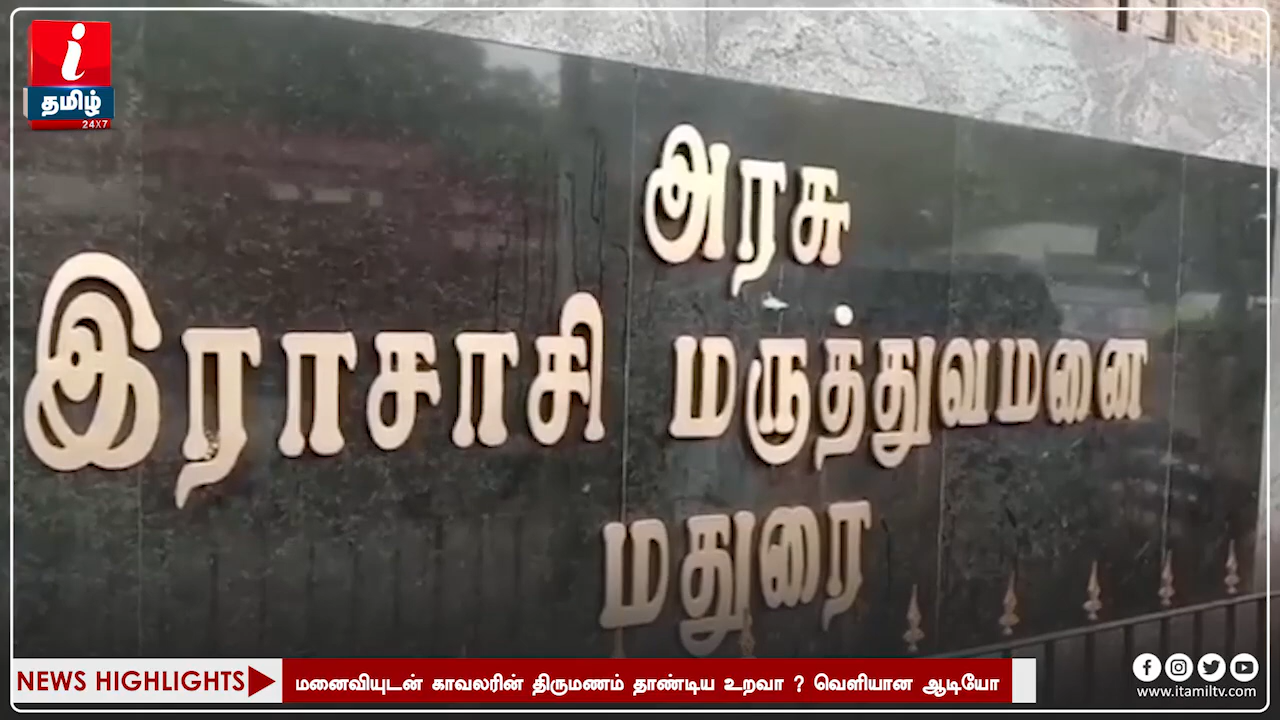 i
தமிழ்
24X7
அரசு
இராசாசி மருத்துவமனை
மதுரை
NEWS HIGHLIGHTS
மனைவியுடன் காவலரின் திருமணம் தாண்டிய உறவா ? வெளியான ஆடியோ
www.itamiltv.com